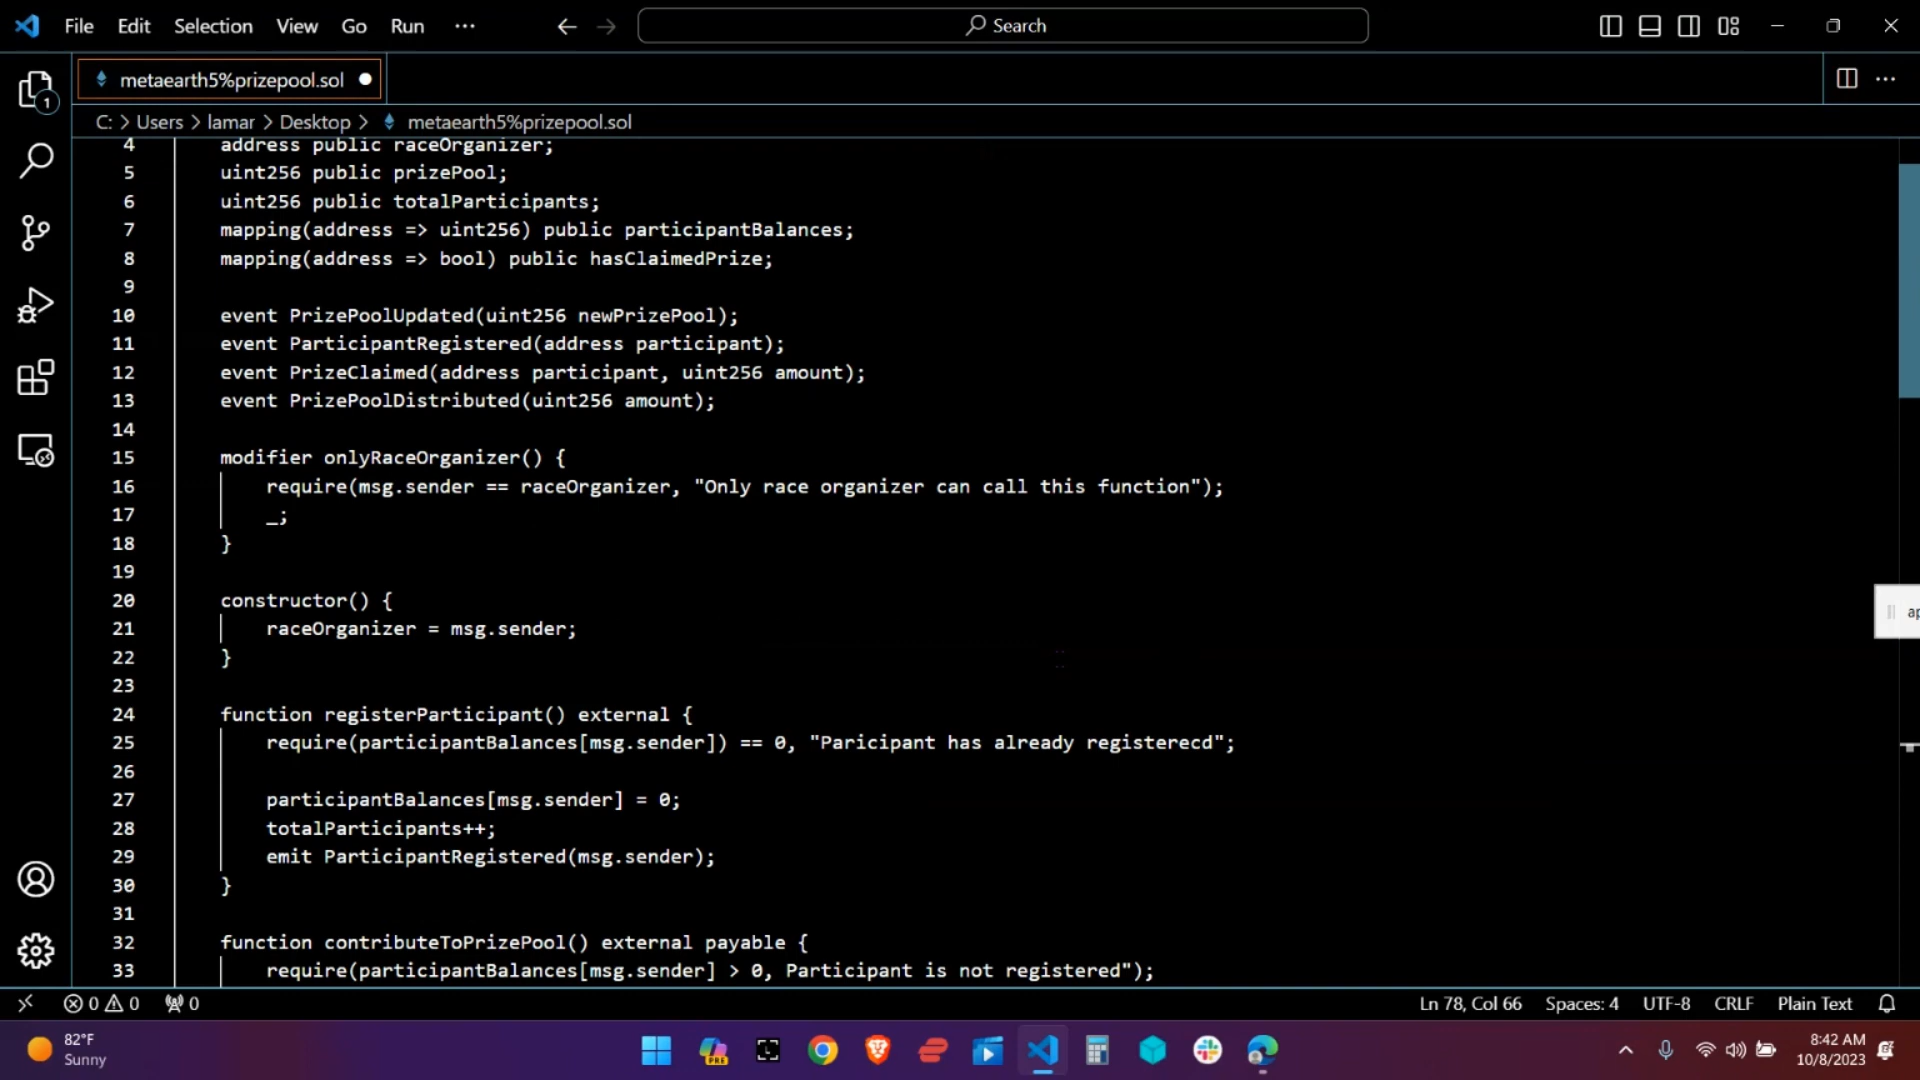 File Edit Selection View Go Run ··· Search
metaearth5%prizepool.sol
C: > Users > lamar > Desktop > metaearth5%prizepool.sol
4 address public raceOrganizer;
5 uint256 public prizePool;
6 uint256 public totalParticipants;
7 mapping(address => uint256) public participantBalances;
8 mapping(address => bool) public hasClaimedPrize;
9
10 event PrizePoolUpdated(uint256 newPrizePool);
11 event ParticipantRegistered(address participant);
12 event PrizeClaimed(address participant, uint256 amount);
13 event PrizePoolDistributed(uint256 amount);
14
15 modifier onlyRaceOrganizer() {
16 require(msg.sender == raceOrganizer, "Only race organizer can call this function");
17 _;
18 }
19
20 constructor() {
21 raceOrganizer = msg.sender;
22 }
23
24 function registerParticipant() external {
25 require(participantBalances[msg.sender]) == 0, "Paricipant has already registerecd";
26
27 participantBalances[msg.sender] = 0;
28 totalParticipants++;
29 emit ParticipantRegistered(msg.sender);
30 }
31
32 function contributeToPrizePool() external payable {
33 require(participantBalances[msg.sender] > 0, Participant is not registered");
1
ap
0 0 0 Ln 78, Col 66 Spaces: 4 UTF-8 CRLF Plain Text
82°F
Sunny
PRE
8:42 AM
10/8/2023